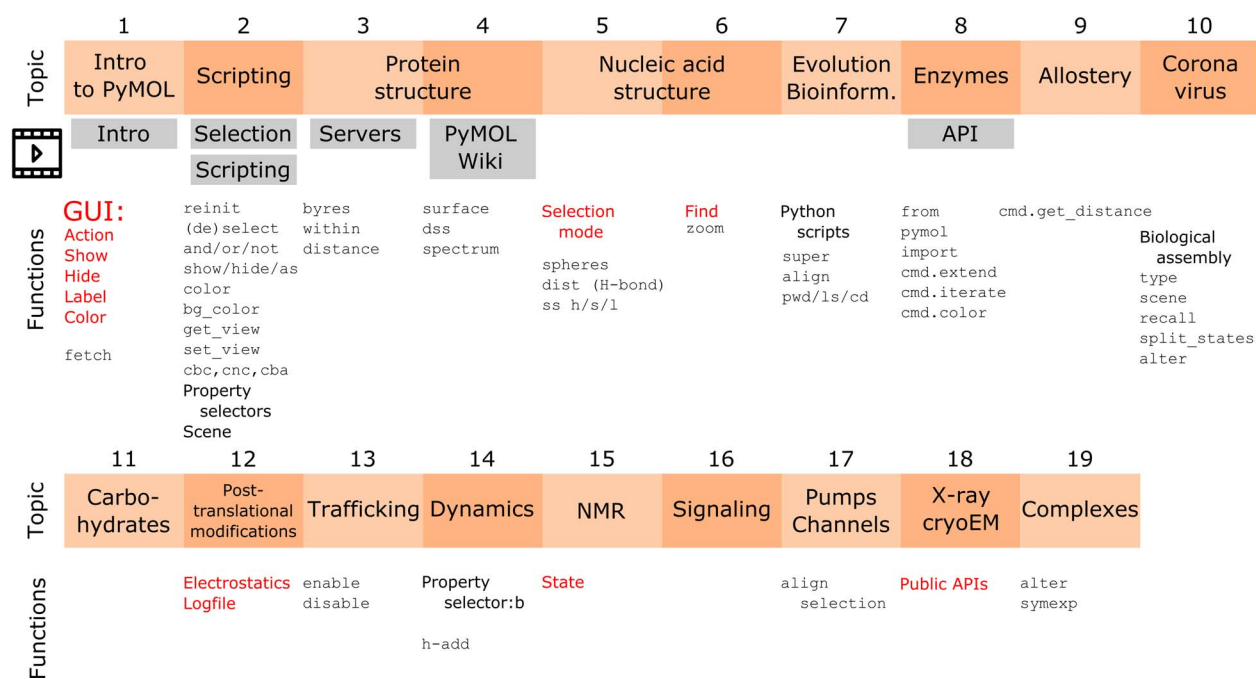 1 2 3 4 5 6 7 8 9 10
Topic
Intro
to PyMOL
Scripting
Protein
structure
Nucleic acid
structure
Evolution
Bioinform.
Enzymes
Allostery
Corona
virus
Intro
Selection
Scripting
Servers
PyMOL
Wiki
API
Functions
GUI:
Action
Show
Hide
Label
Color
fetch
reinit
(de)select
and/or/not
show/hide/as
color
bg_color
get_view
set_view
cbc,cnc,cba
Property
selectors
Scene
byres
within
distance
surface
dss
spectrum
Selection
mode
spheres
dist (H-bond)
ss h/s/l
Find
zoom
Python
scripts
super
align
pwd/ls/cd
from
pymol
import
cmd.extend
cmd.iterate
cmd.color
cmd.get_distance
Biological
assembly
type
scene
recall
split_states
alter
11 12 13 14 15 16 17 18 19
Topic
Carbo-
hydrates
Post-
translational
modifications
Trafficking
Dynamics
NMR
Signaling
Pumps
Channels
X-ray
cryoEM
Complexes
Functions
Electrostatics
Logfile
enable
disable
Property
selector:b
h-add
State
align
selection
Public APIs
alter
symexp